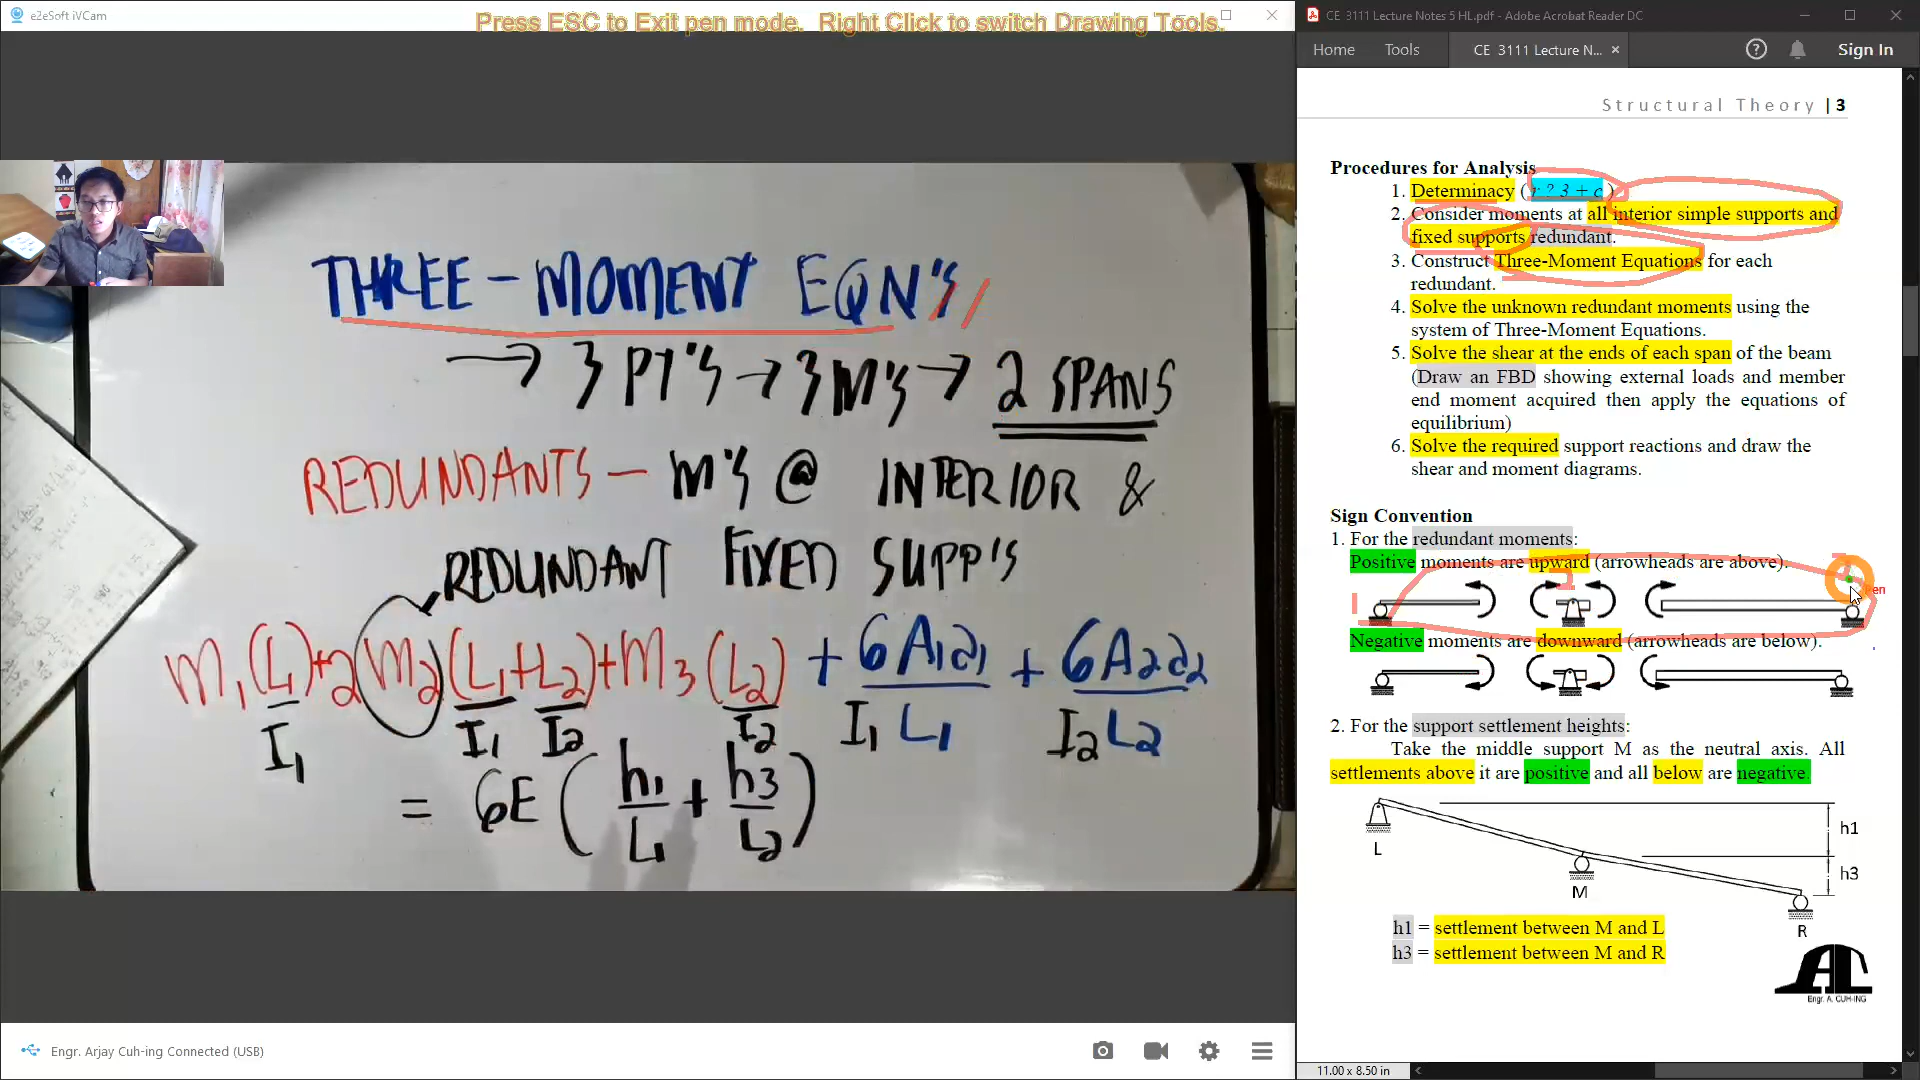 e2eSoft iVCam
Press ESC to Exit pen mode. Right Click to switch Drawing Tools.
THREE-MOMENT EQN'S
→ 3 PT'S → 3 M'S → 2 SPANS
REDUNDANTS - M'S @ INTERIOR &
REDUNDANT FIXED SUPP'S
M1(L1/I1)+2M2(L1/I1+L2/I2)+M3(L2/I2) + 6A1a1/I1L1 + 6A2a2/I2L2
= 6E(h1/L1 + h3/L2)
Engr. Arjay Cuh-ing Connected (USB)
CE 3111 Lecture Notes 5 HL.pdf - Adobe Acrobat Reader DC
Home Tools CE 3111 Lecture N... × Sign In
Structural Theory | 3
Procedures for Analysis
1. Determinacy (r ? 3 + c)
2. Consider moments at all interior simple supports and
fixed supports redundant.
3. Construct Three-Moment Equations for each
redundant.
4. Solve the unknown redundant moments using the
system of Three-Moment Equations.
5. Solve the shear at the ends of each span of the beam
(Draw an FBD showing external loads and member
end moment acquired then apply the equations of
equilibrium)
6. Solve the required support reactions and draw the
shear and moment diagrams.
Sign Convention
1. For the redundant moments:
Positive moments are upward (arrowheads are above).
Pen
Negative moments are downward (arrowheads are below).
2. For the support settlement heights:
Take the middle support M as the neutral axis. All
settlements above it are positive and all below are negative.
h1
L
h3
M
R
h1 = settlement between M and L
h3 = settlement between M and R
Engr. A. CUH-ING
11.00 x 8.50 in